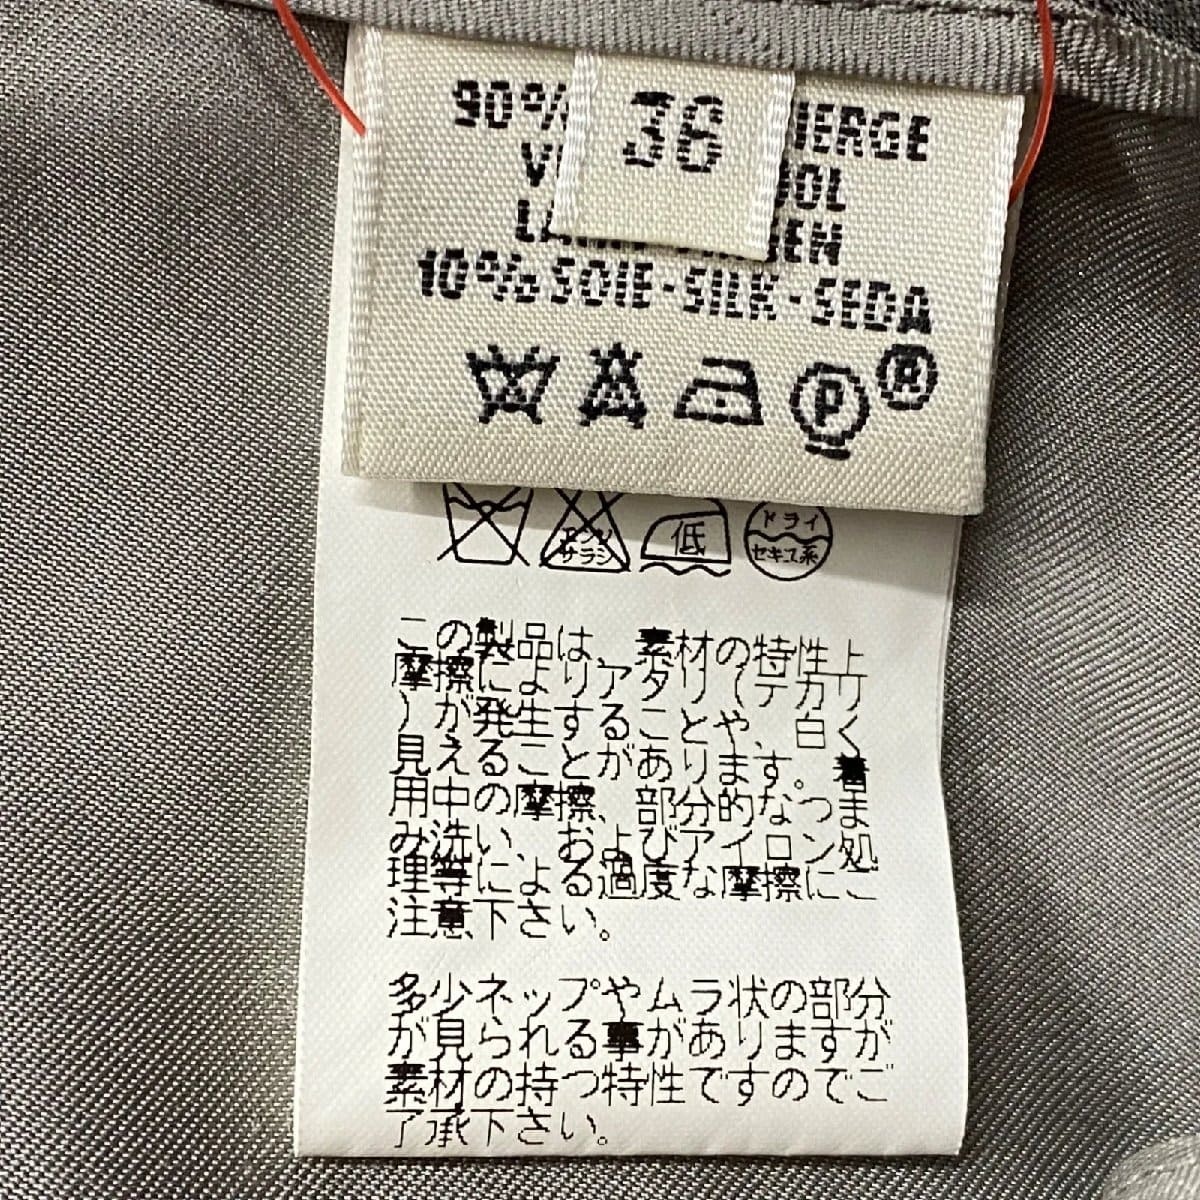 36
90% IERGE
OOL
EN
10% SOIE-SILK-SEDA
P
R
サラシ
低
ドライ
セキユ系
この製品は、素材の特性上
摩擦によりアタリ(テカリ
)が発生することや、白く
見えることがあります。着
用中の摩擦、部分的なつま
み洗い、およびアイロン処
理等による過度な摩擦にご
注意下さい。
多少ネップやムラ状の部分
が見られる事がありますが
素材の持つ特性ですのでご
了承下さい。